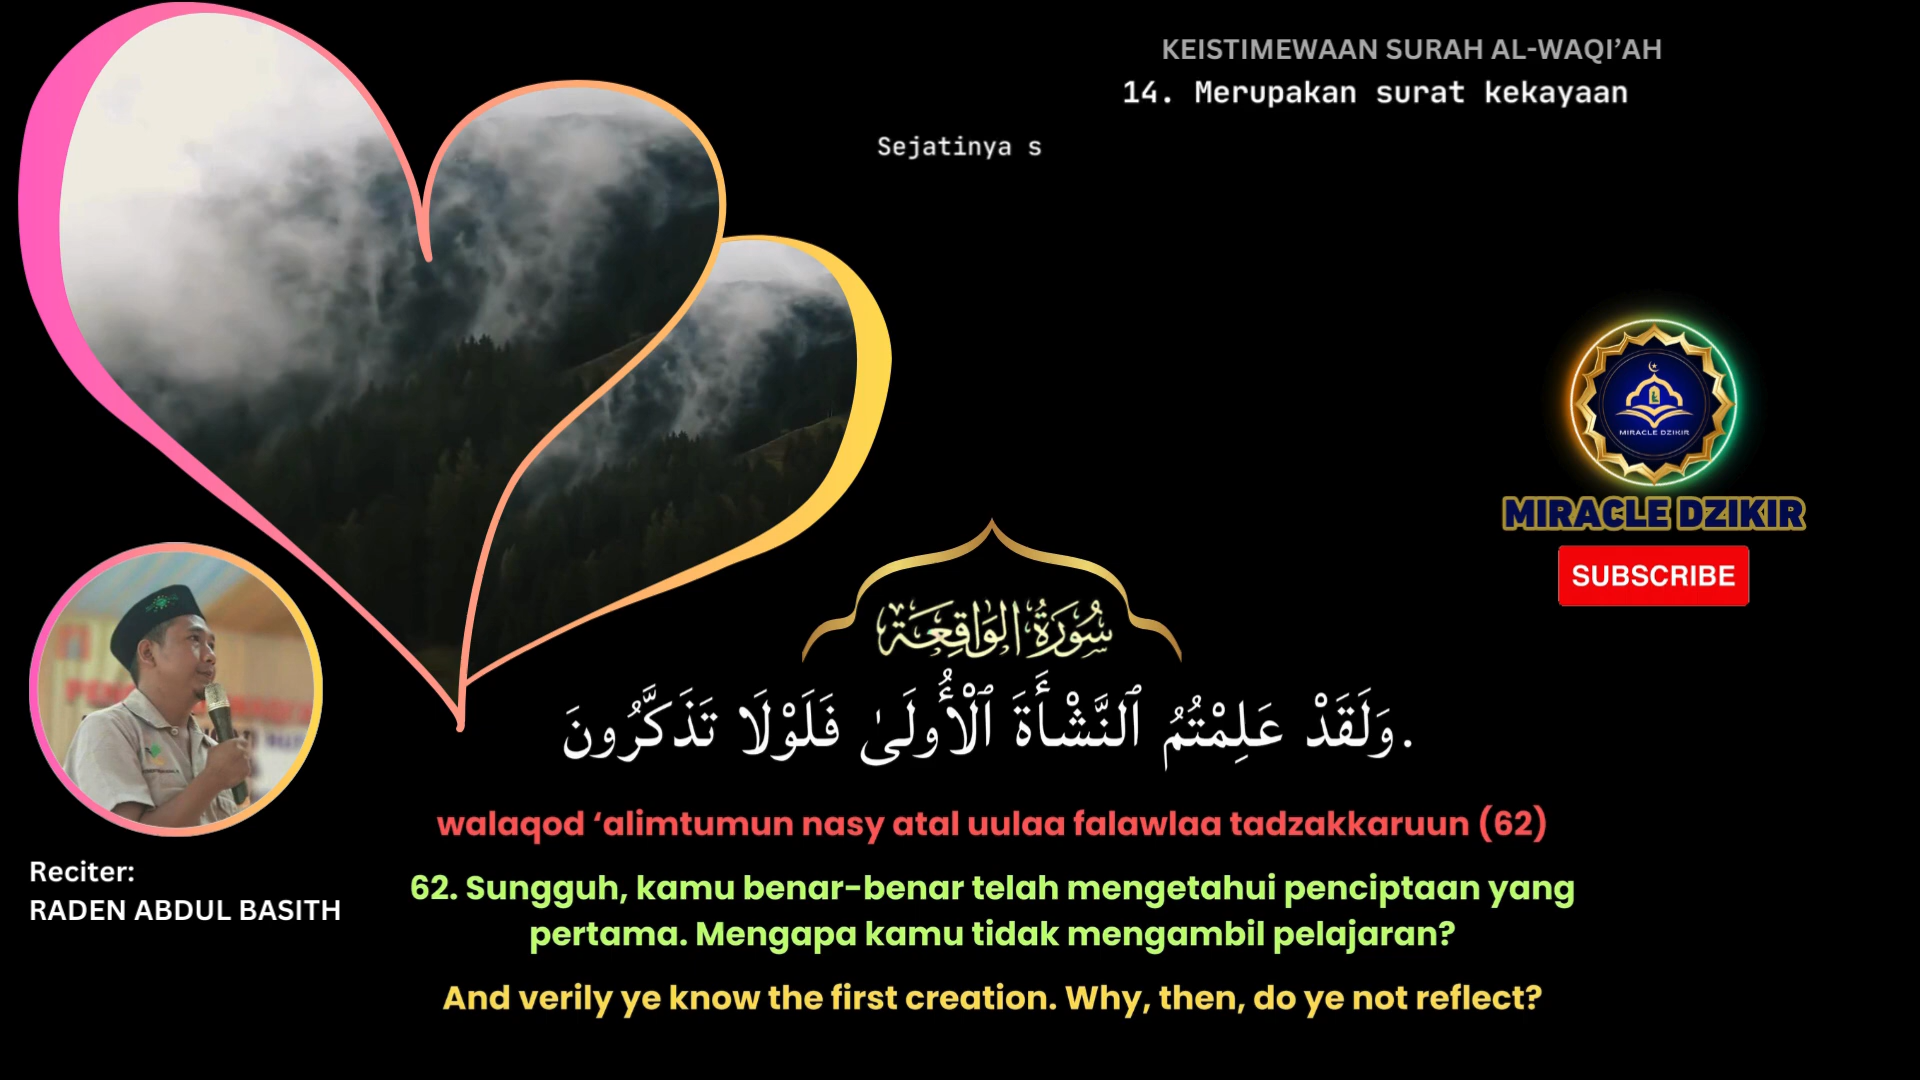 KEISTIMEWAAN SURAH AL-WAQI’AH
14. Merupakan surat kekayaan
Sejatinya s
MIRACLE DZIKIR
MIRACLE DZIKIR
SUBSCRIBE
سُورَةُ الوَاقِعَة
وَلَقَدْ عَلِمْتُمُ ٱلنَّشْأَةَ ٱلْأُولَىٰ فَلَوْلَا تَذَكَّرُونَ.
walaqod ‘alimtumun nasy atal uulaa falawlaa tadzakkaruun (62)
62. Sungguh, kamu benar-benar telah mengetahui penciptaan yang
pertama. Mengapa kamu tidak mengambil pelajaran?
And verily ye know the first creation. Why, then, do ye not reflect?
Reciter:
RADEN ABDUL BASITH